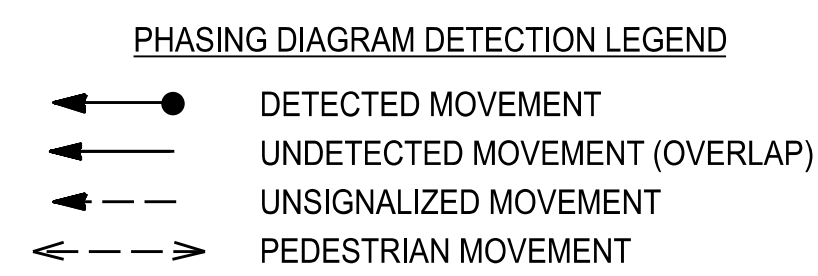 PHASING DIAGRAM DETECTION LEGEND
DETECTED MOVEMENT
UNDETECTED MOVEMENT (OVERLAP)
UNSIGNALIZED MOVEMENT
PEDESTRIAN MOVEMENT